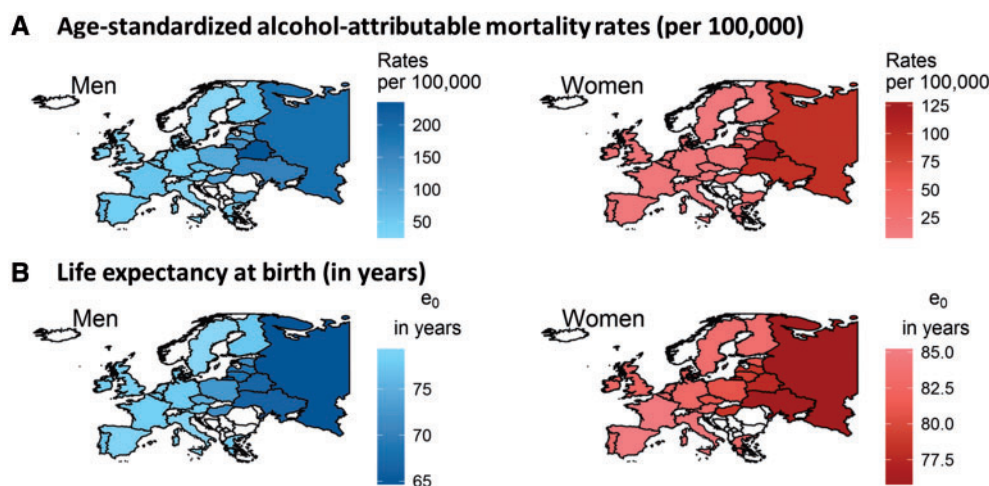 A Age-standardized alcohol-attributable mortality rates (per 100,000)
Men
Rates
per 100,000
200
150
100
50
Women
Rates
per 100,000
125
100
75
50
25
B Life expectancy at birth (in years)
Men
e₀
in years
75
70
65
Women
e₀
in years
85.0
82.5
80.0
77.5